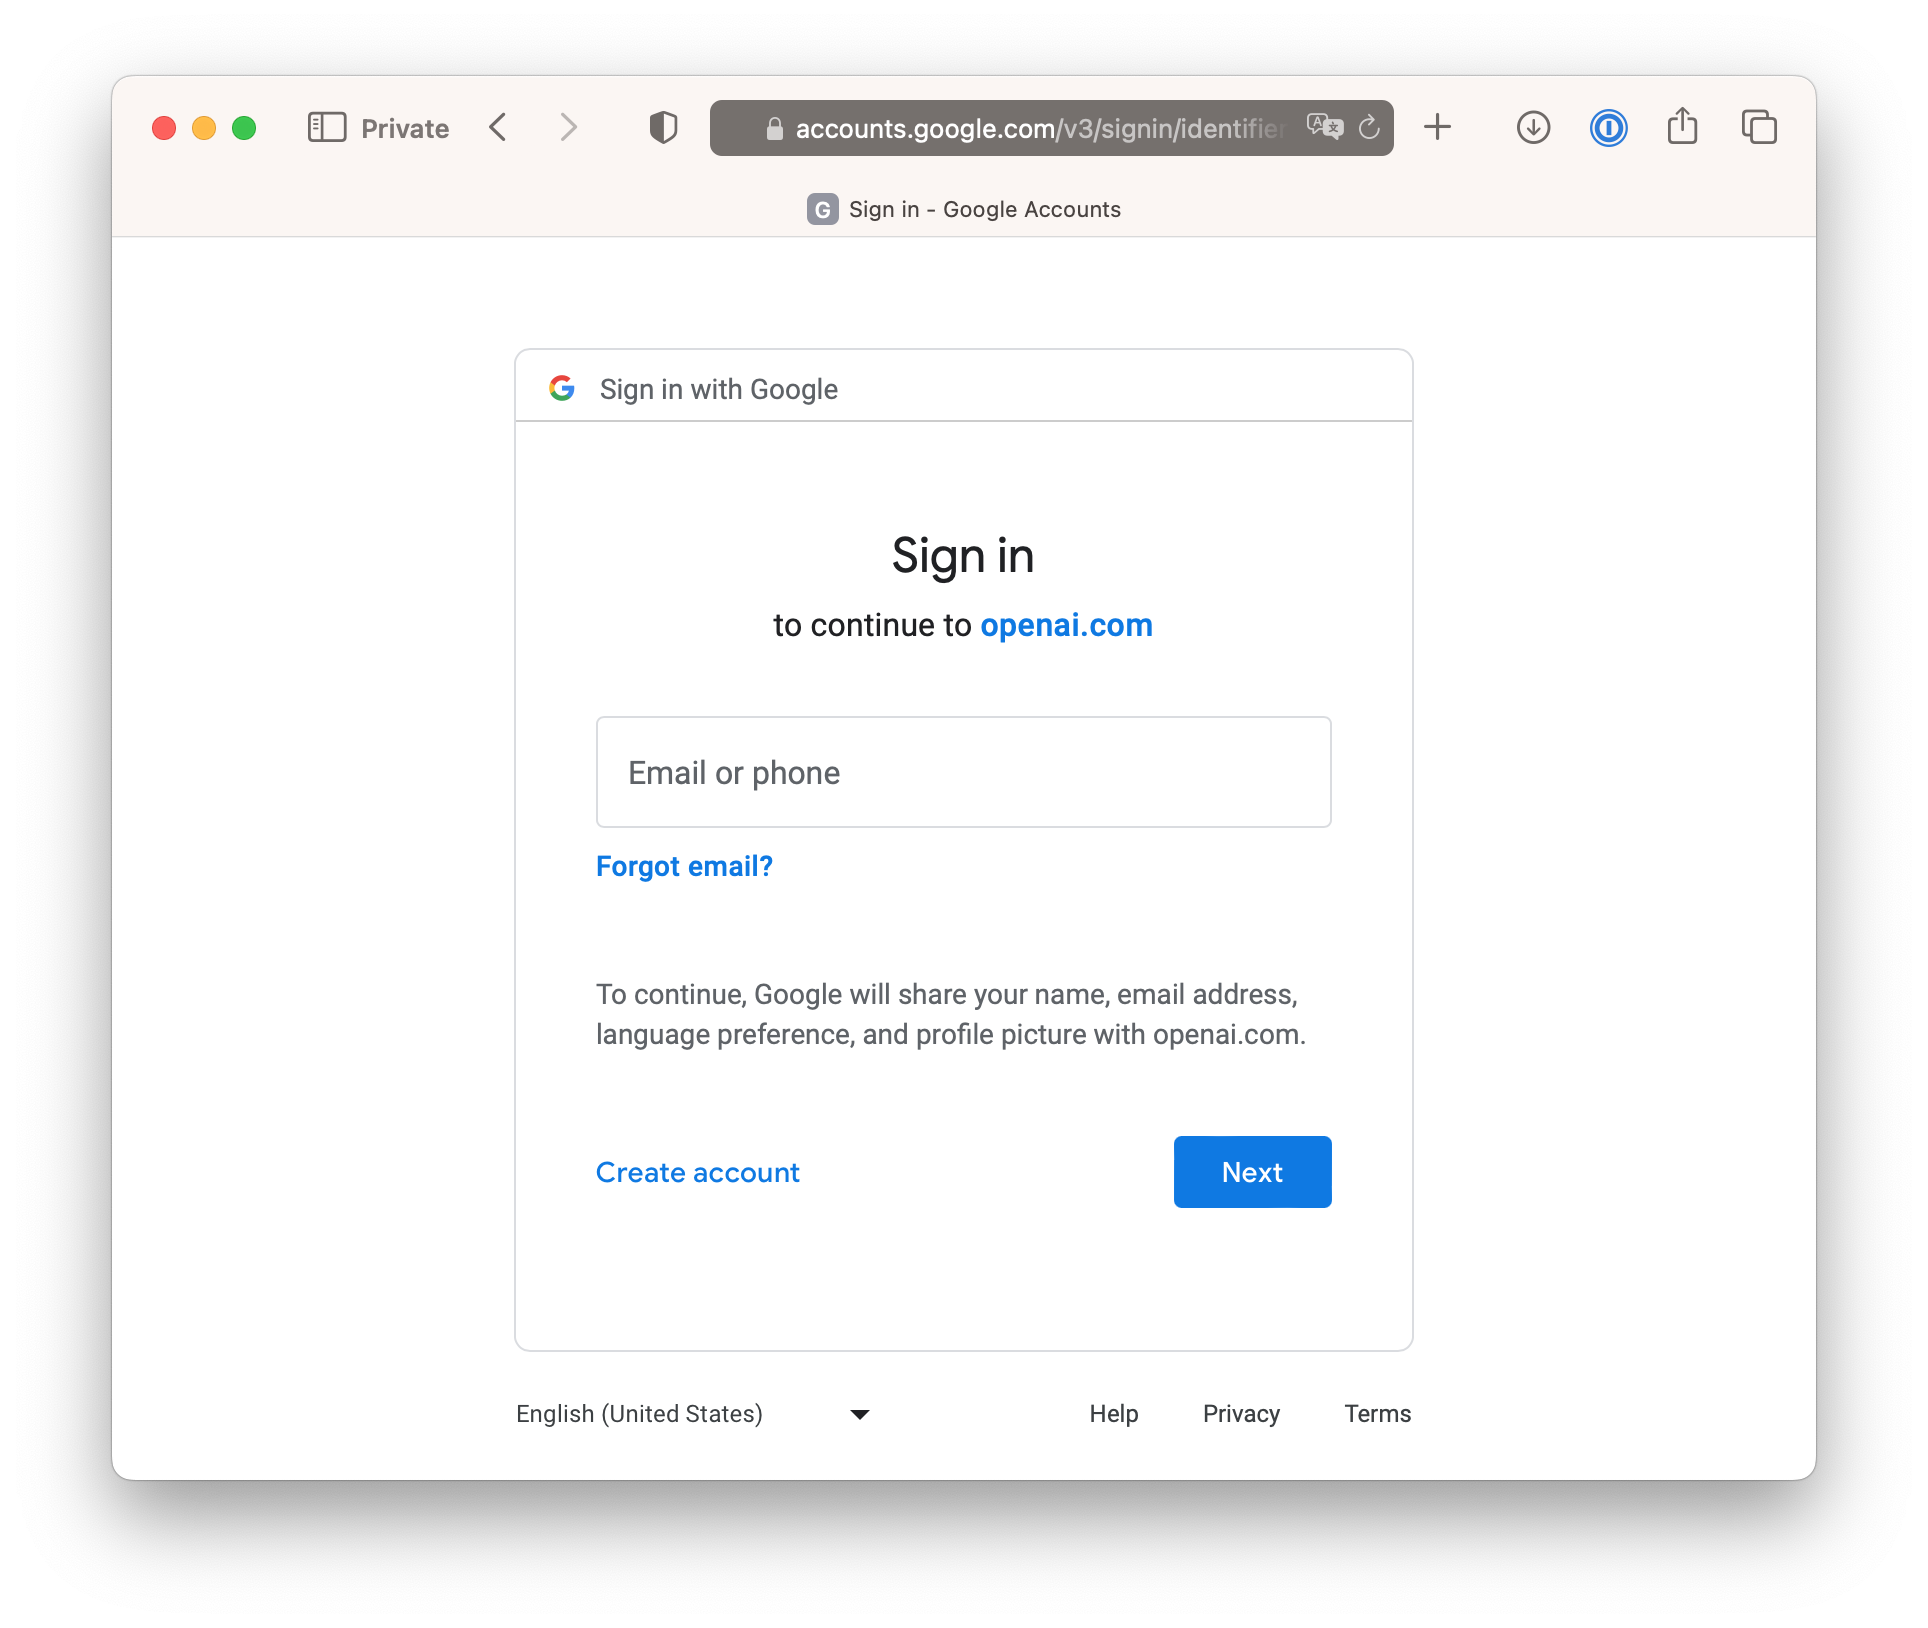 Private
accounts.google.com/v3/signin/identifier
G Sign in - Google Accounts
G Sign in with Google
Sign in
to continue to openai.com
Email or phone
Forgot email?
To continue, Google will share your name, email address,
language preference, and profile picture with openai.com.
Create account
Next
English (United States)
Help
Privacy
Terms